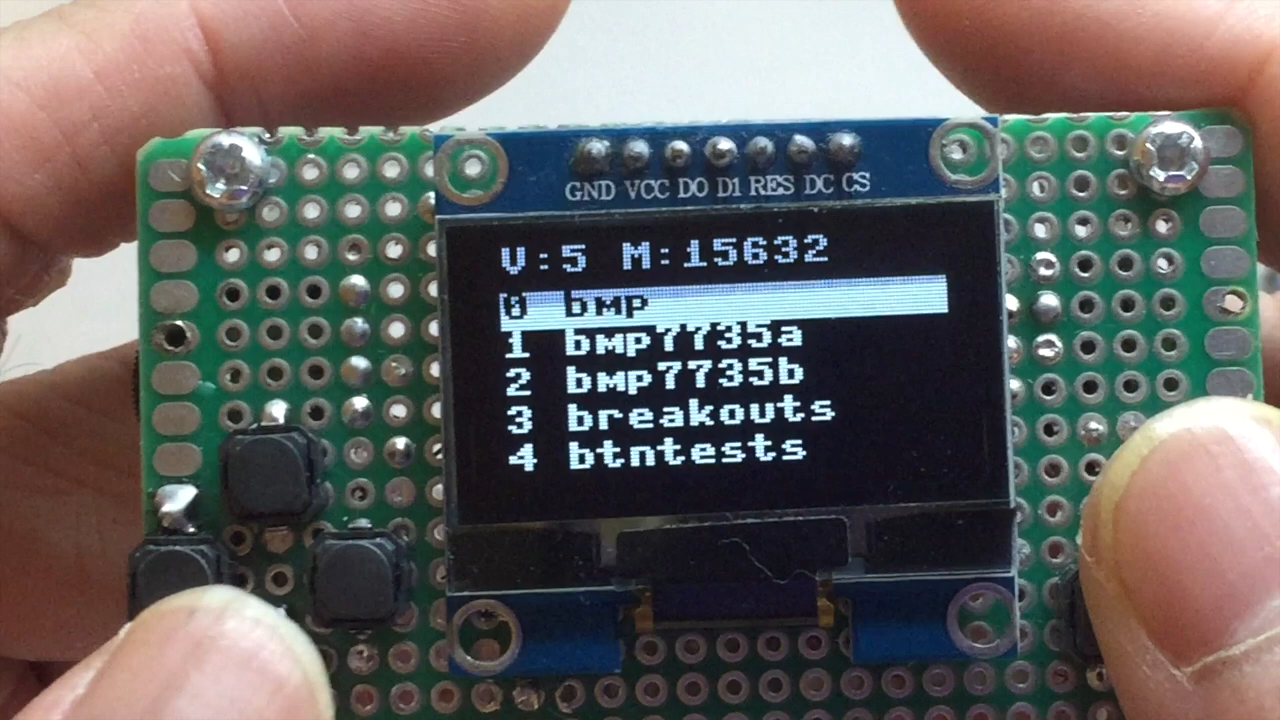 GND VCC D0 D1 RES DC CS
V:5 M:15632
0 bmp
1 bmp7735a
2 bmp7735b
3 breakouts
4 btntests